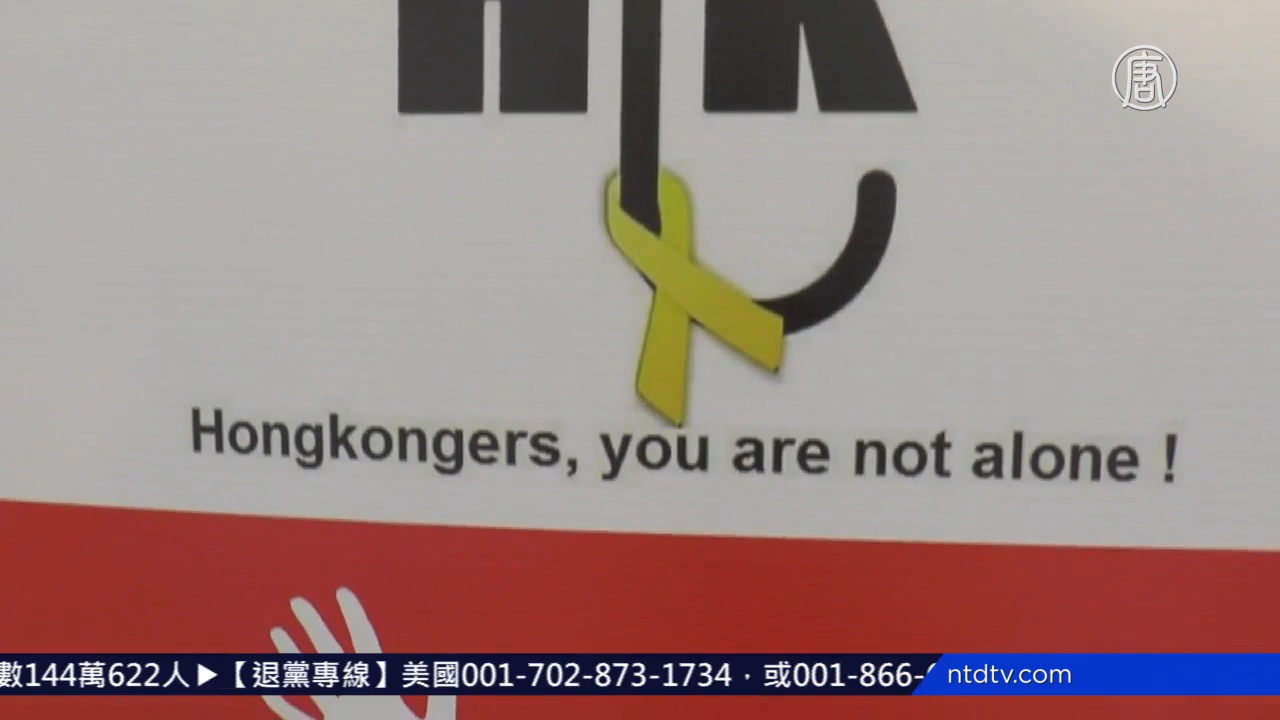 HK
唐
Hongkongers, you are not alone !
數144萬622人▶【退黨專線】美國001-702-873-1734，或001-866-
ntdtv.com